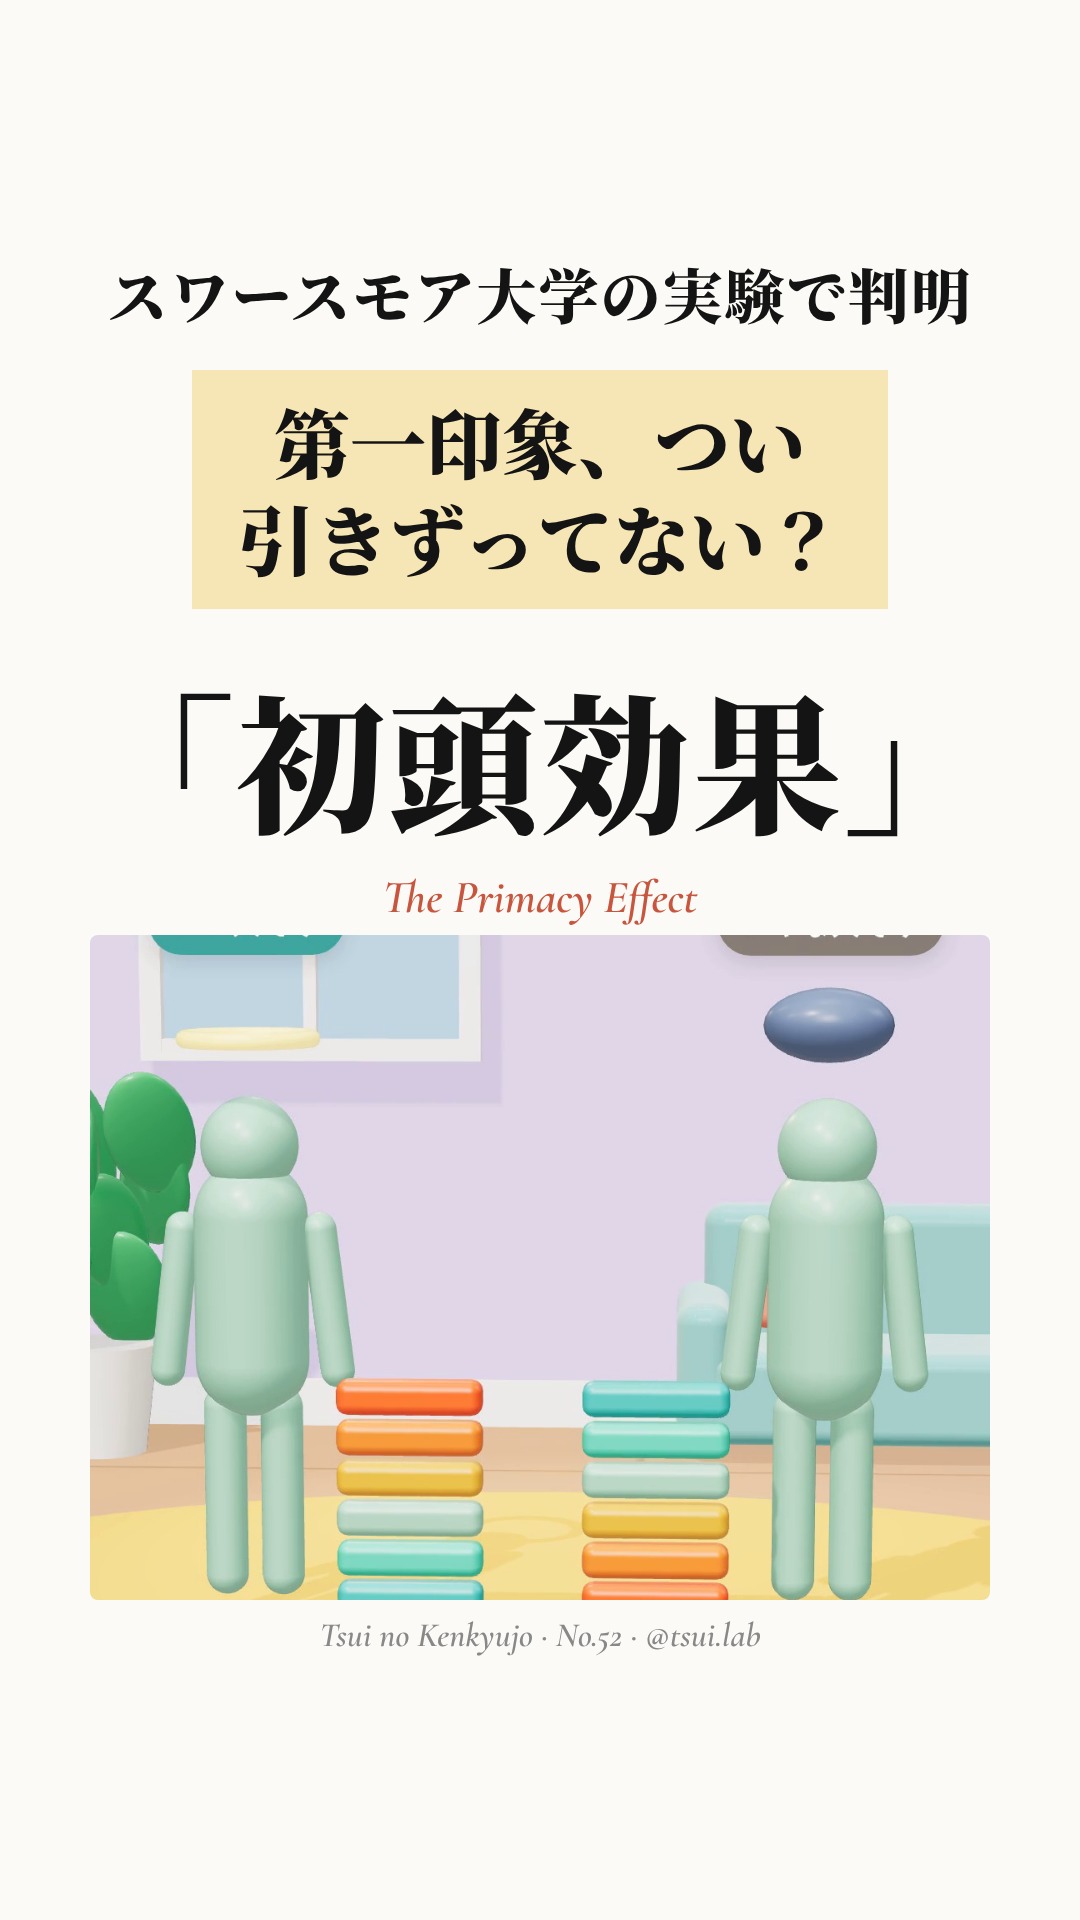 スワースモア大学の実験で判明
第一印象、つい
引きずってない？
「初頭効果」
The Primacy Effect
Tsui no Kenkyujo · No.52 · @tsui.lab